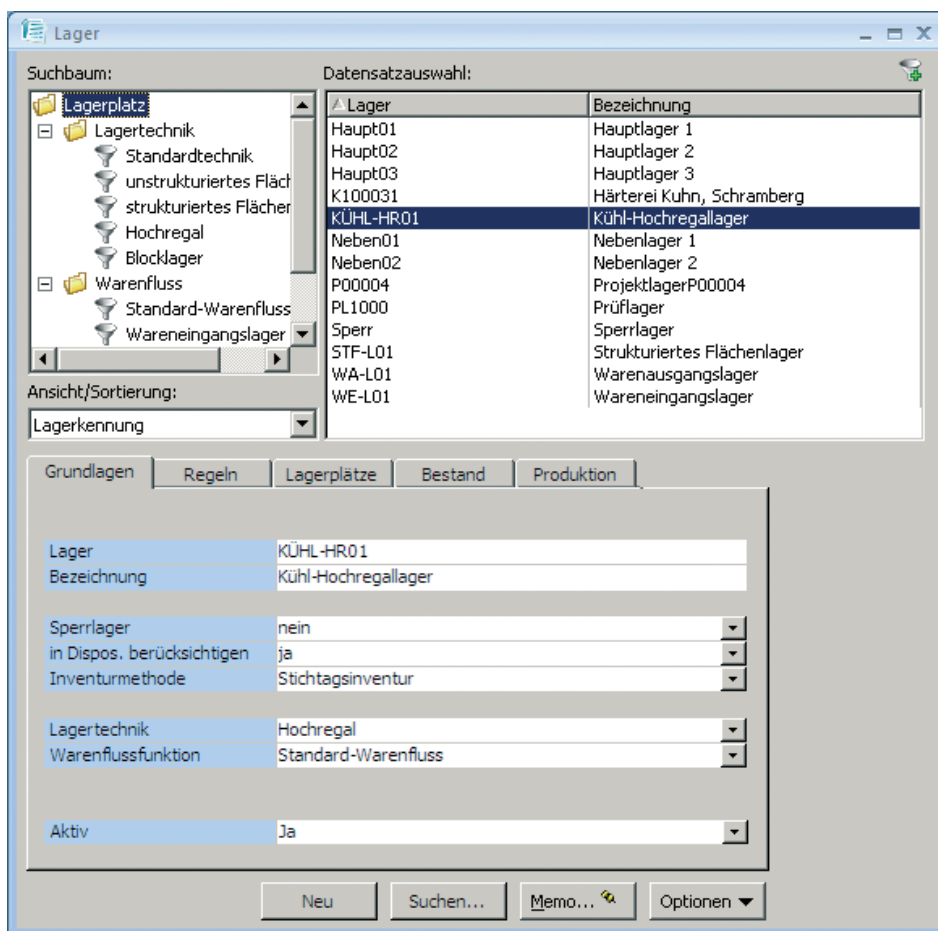 Lager
Suchbaum:
Datensatzauswahl:
Lagerplatz
Lagertechnik
Standardtechnik
unstrukturiertes Fläch
strukturiertes Flächer
Hochregal
Blocklager
Warenfluss
Standard-Warenfluss
Wareneingangslager
Ansicht/Sortierung:
Lagerkennung
Lager Bezeichnung
Haupt01 Hauptlager 1
Haupt02 Hauptlager 2
Haupt03 Hauptlager 3
K100031 Härterei Kuhn, Schramberg
KÜHL-HR01 Kühl-Hochregallager
Neben01 Nebenlager 1
Neben02 Nebenlager 2
P00004 ProjektlagerP00004
PL1000 Prüflager
Sperr Sperrlager
STF-L01 Strukturiertes Flächenlager
WA-L01 Warenausgangslager
WE-L01 Wareneingangslager
Grundlagen Regeln Lagerplätze Bestand Produktion
Lager KÜHL-HR01
Bezeichnung Kühl-Hochregallager
Sperrlager nein
in Dispos. berücksichtigen ja
Inventurmethode Stichtagsinventur
Lagertechnik Hochregal
Warenflussfunktion Standard-Warenfluss
Aktiv Ja
Neu Suchen... Memo... Optionen